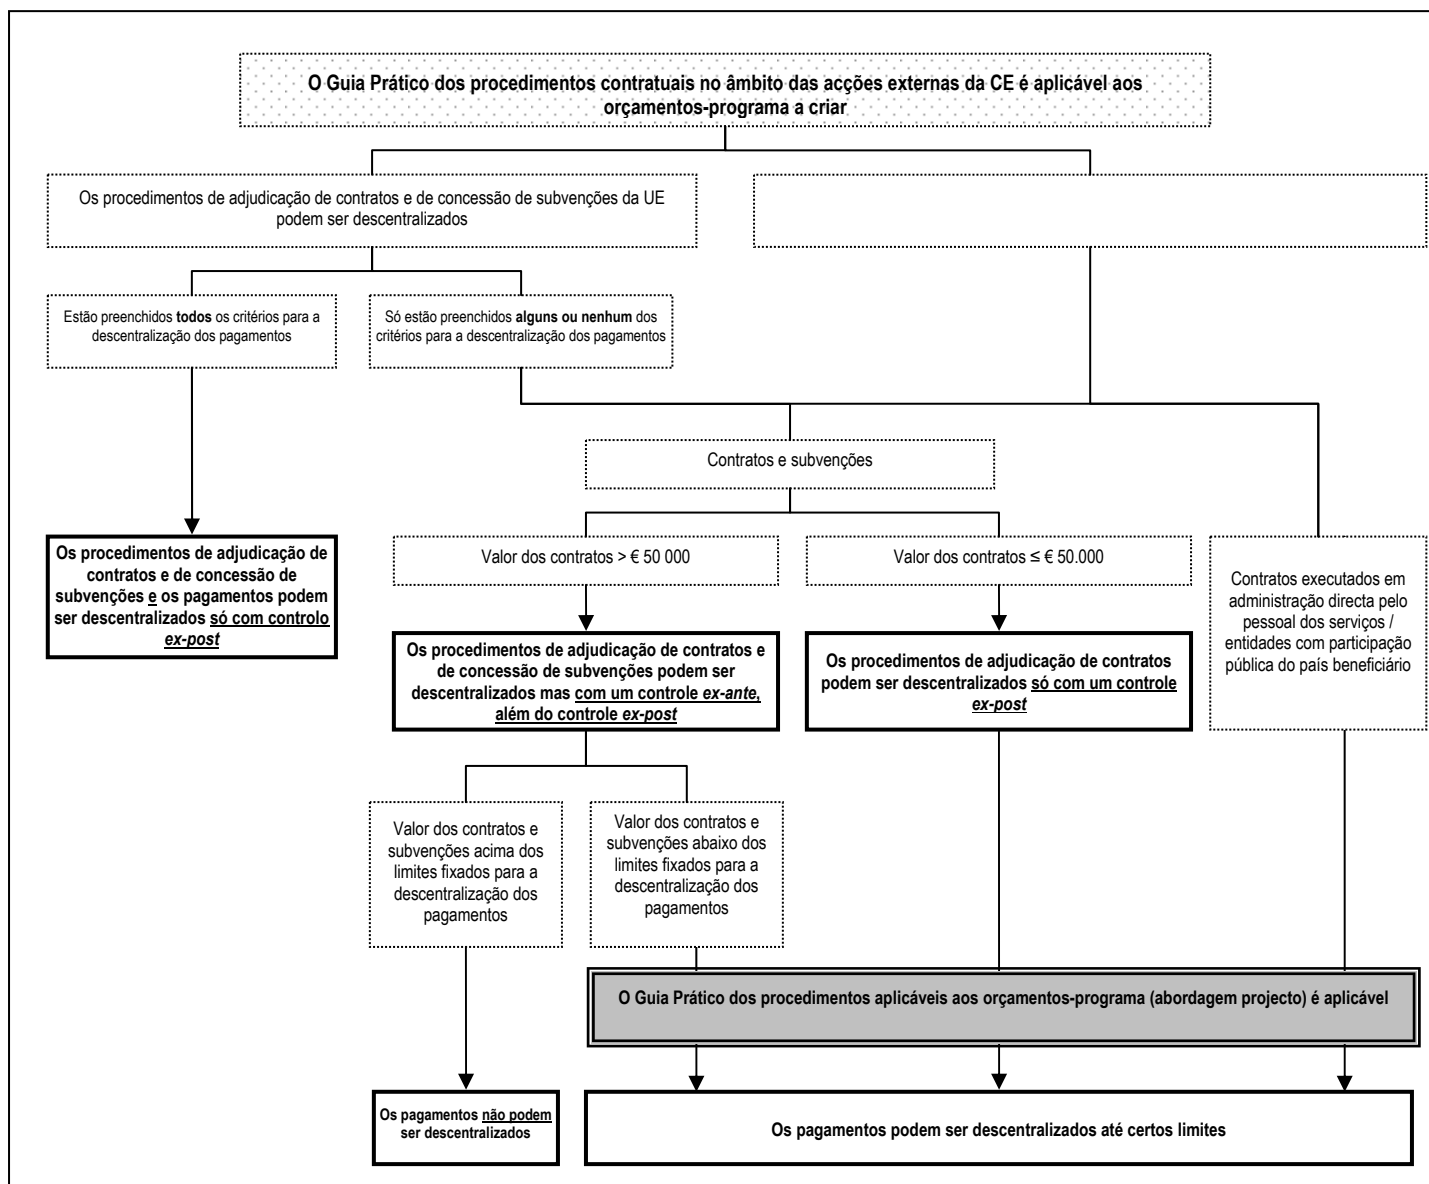 O Guia Prático dos procedimentos contratuais no âmbito das acções externas da CE é aplicável aos
orçamentos-programa a criar
Os procedimentos de adjudicação de contratos e de concessão de subvenções da UE
podem ser descentralizados
Estão preenchidos todos os critérios para a
descentralização dos pagamentos
Só estão preenchidos alguns ou nenhum dos
critérios para a descentralização dos pagamentos
Contratos e subvenções
Os procedimentos de adjudicação de
contratos e de concessão de
subvenções e os pagamentos podem
ser descentralizados só com controlo
ex-post
Valor dos contratos > € 50 000
Valor dos contratos ≤ € 50.000
Contratos executados em
administração directa pelo
pessoal dos serviços /
entidades com participação
pública do país beneficiário
Os procedimentos de adjudicação de contratos e
de concessão de subvenções podem ser
descentralizados mas com um controle ex-ante,
além do controle ex-post
Os procedimentos de adjudicação de contratos
podem ser descentralizados só com um controle
ex-post
Valor dos contratos e
subvenções acima dos
limites fixados para a
descentralização dos
pagamentos
Valor dos contratos e
subvenções abaixo dos
limites fixados para a
descentralização dos
pagamentos
O Guia Prático dos procedimentos aplicáveis aos orçamentos-programa (abordagem projecto) é aplicável
Os pagamentos não podem
ser descentralizados
Os pagamentos podem ser descentralizados até certos limites